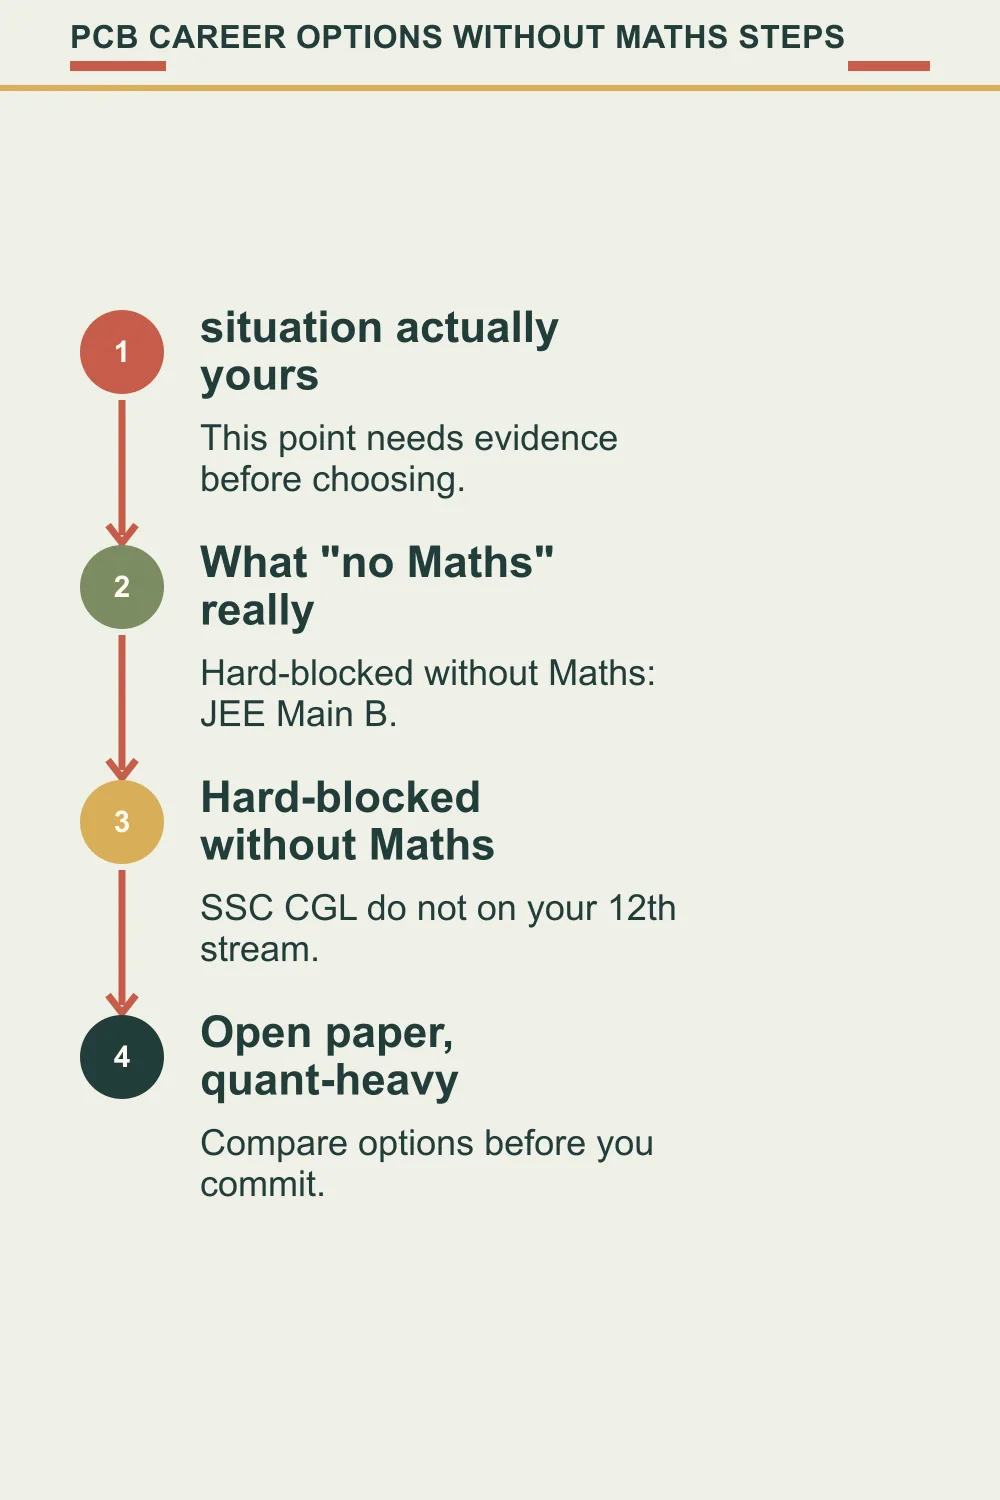 PCB CAREER OPTIONS WITHOUT MATHS STEPS
1
situation actually
yours
This point needs evidence
before choosing.
2
What "no Maths"
really
Hard-blocked without Maths:
JEE Main B.
3
Hard-blocked
without Maths
SSC CGL do not on your 12th
stream.
4
Open paper,
quant-heavy
Compare options before you
commit.